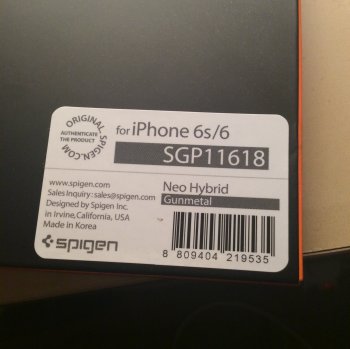 ORIGINAL
AUTHENTICATE
THE PRODUCT
SPIGEN.COM
for iPhone 6s/6
SGP11618
www.spigen.com
Sales Inquiry: sales@spigen.com
Designed by Spigen Inc.
in Irvine, California, USA
Made in Korea
spigen
Neo Hybrid
Gunmetal
8 809404 219535